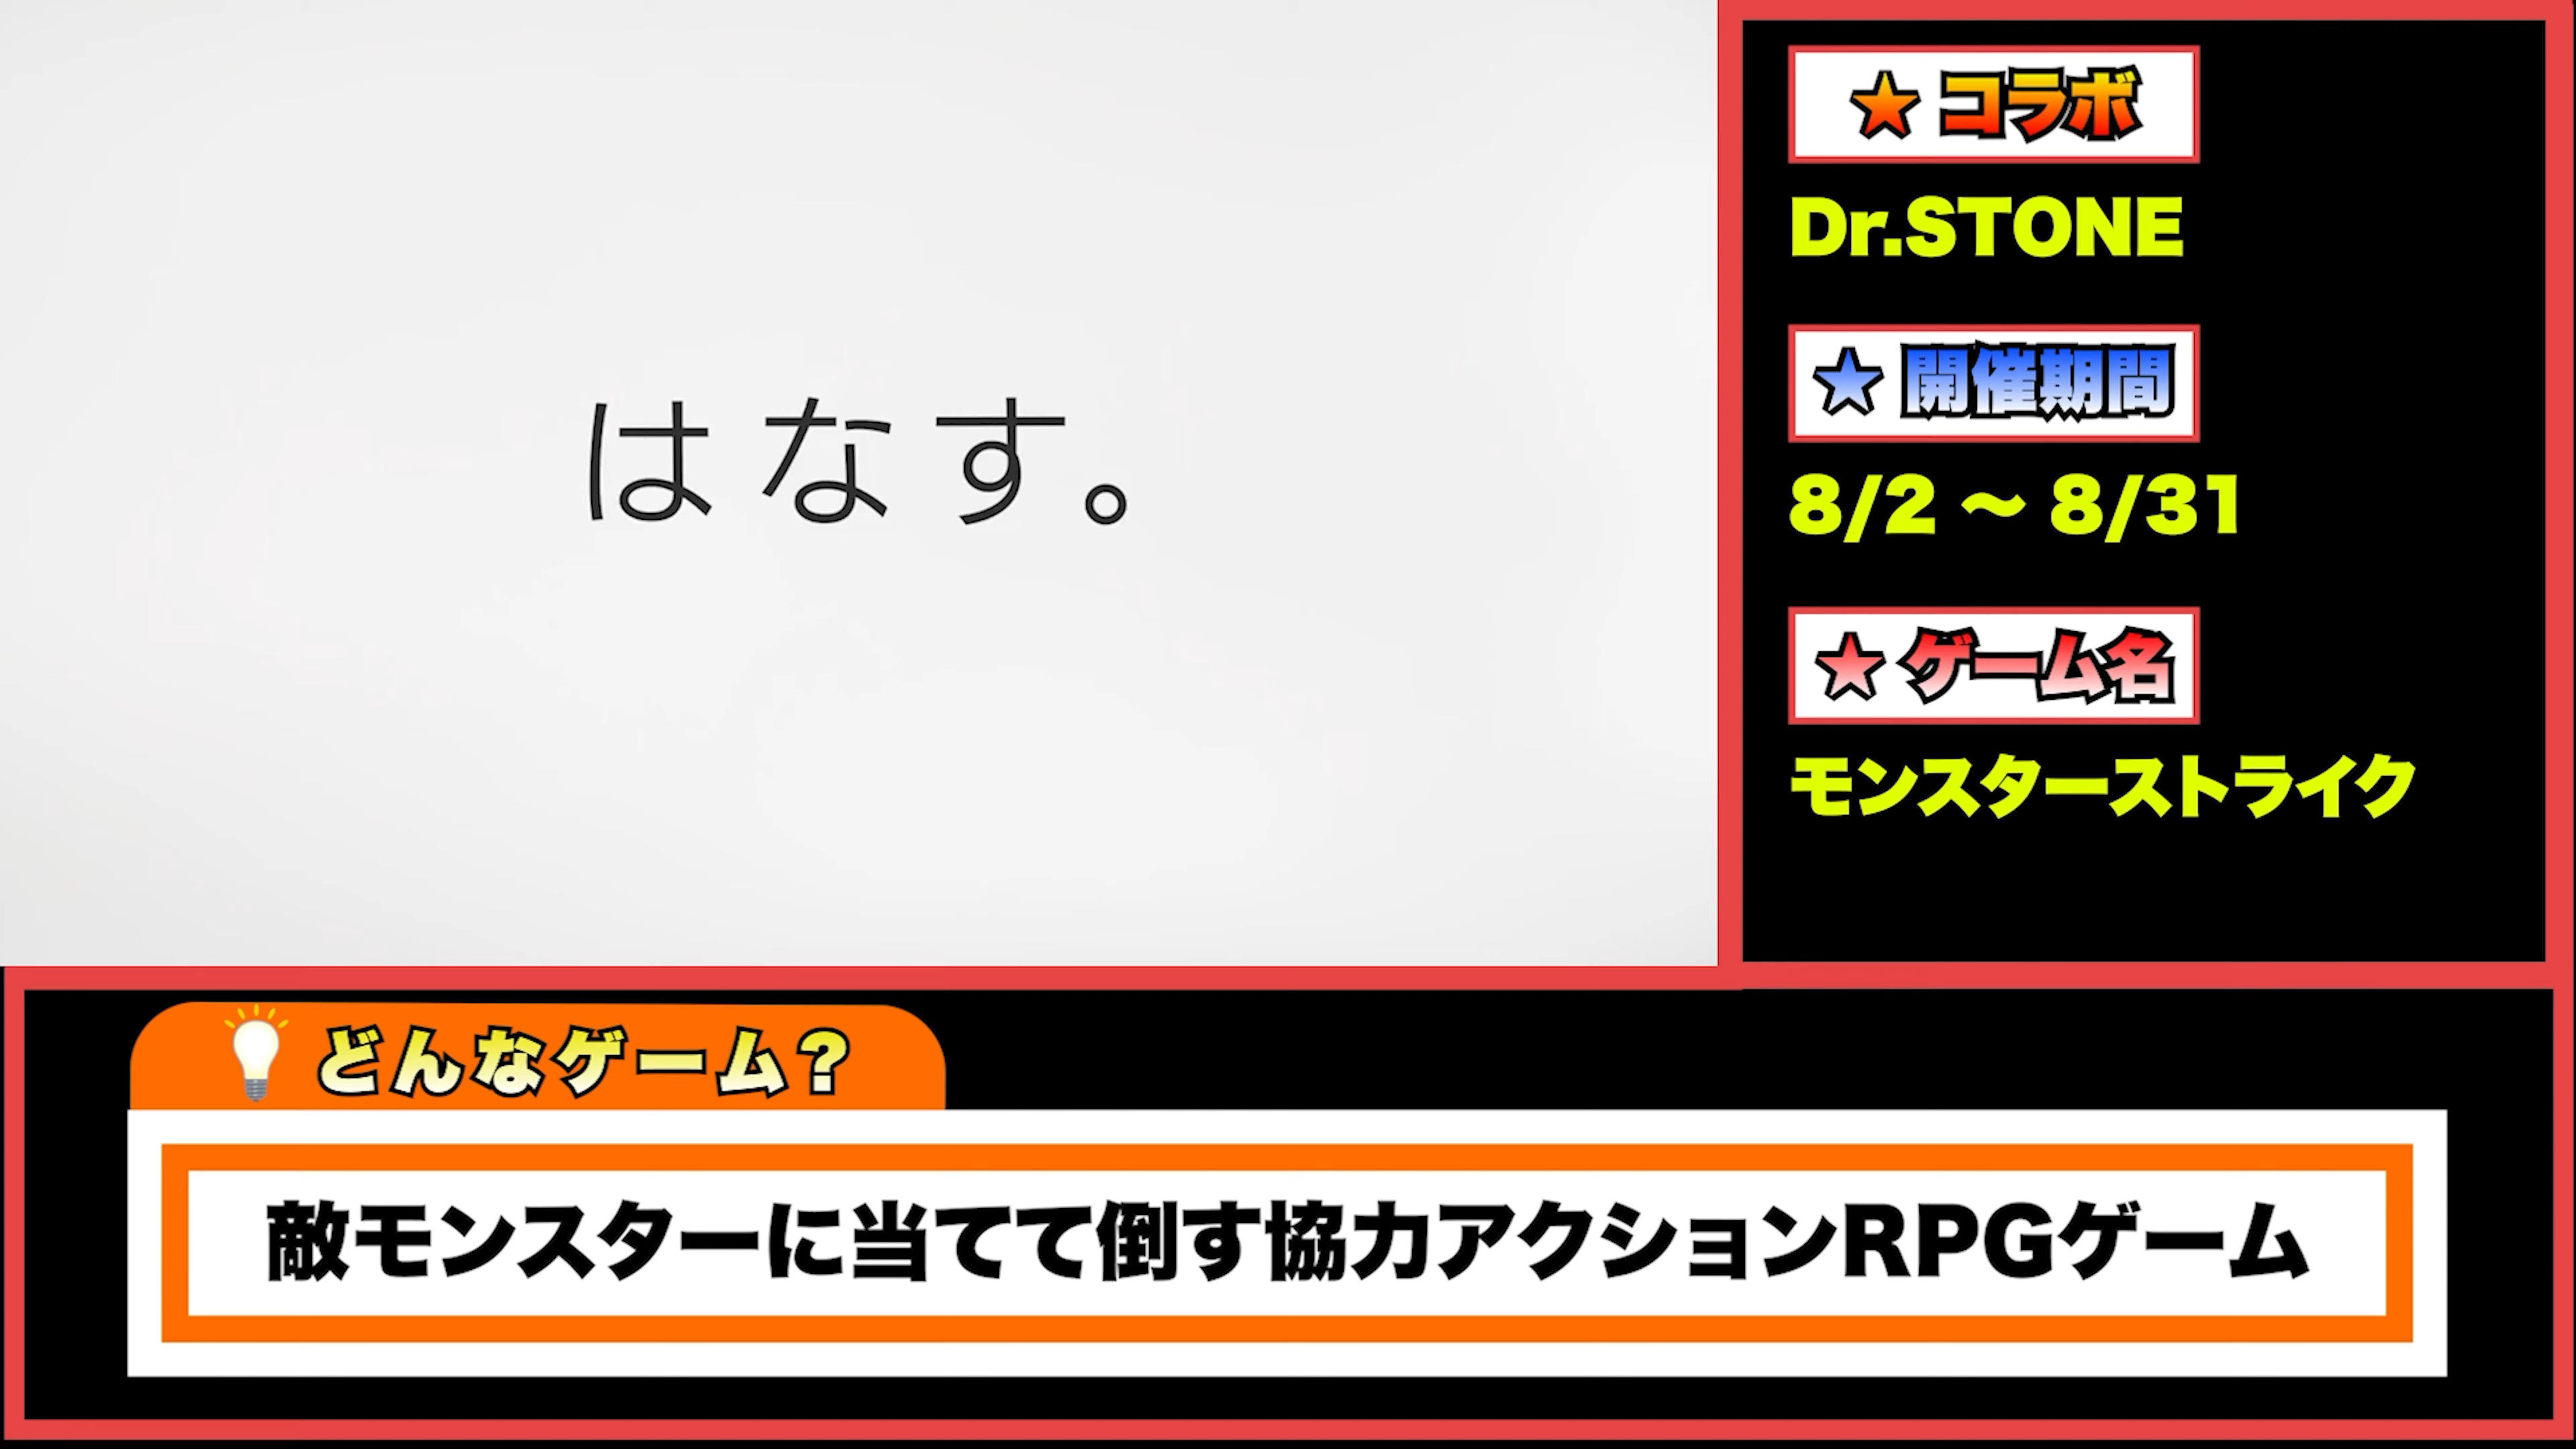 はなす。
★ コラボ
Dr.STONE
★ 開催期間
8/2 ～ 8/31
★ ゲーム名
モンスターストライク
どんなゲーム？
敵モンスターに当てて倒す協力アクションRPGゲーム